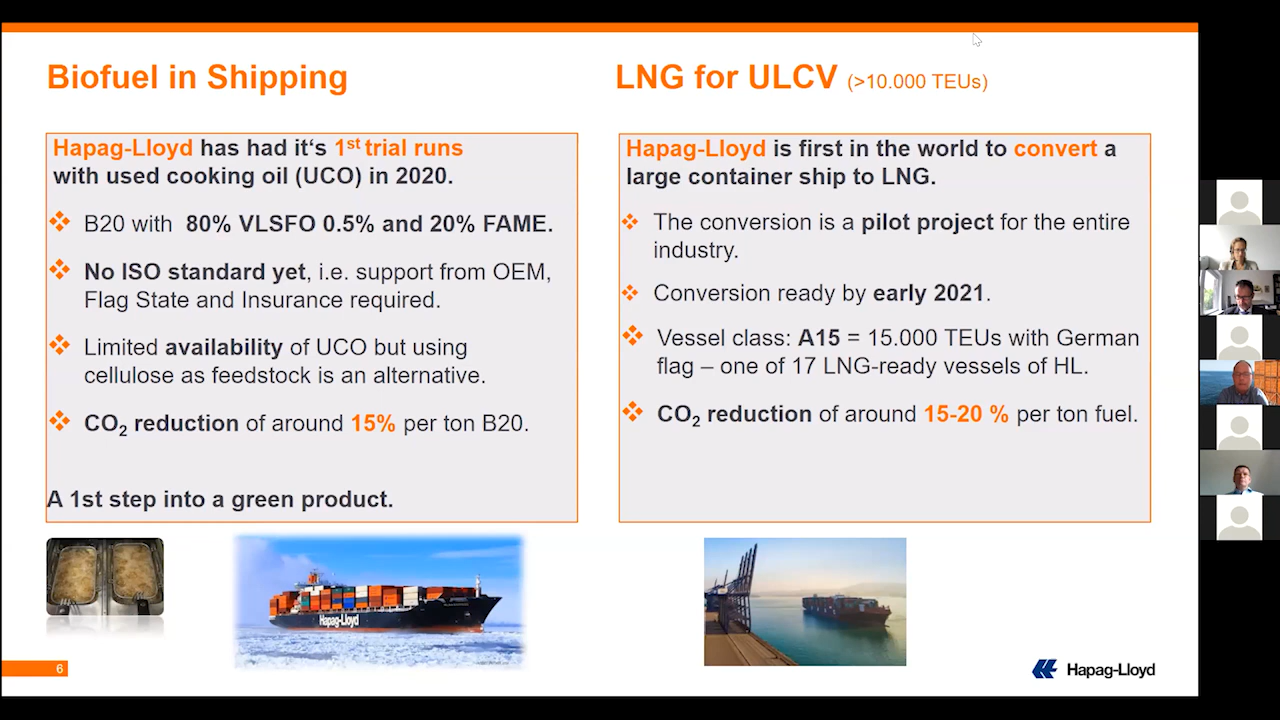 Biofuel in Shipping
Hapag-Lloyd has had it‘s 1st trial runs
with used cooking oil (UCO) in 2020.
B20 with 80% VLSFO 0.5% and 20% FAME.
No ISO standard yet, i.e. support from OEM,
Flag State and Insurance required.
Limited availability of UCO but using
cellulose as feedstock is an alternative.
CO2 reduction of around 15% per ton B20.
A 1st step into a green product.
LNG for ULCV (>10.000 TEUs)
Hapag-Lloyd is first in the world to convert a
large container ship to LNG.
The conversion is a pilot project for the entire
industry.
Conversion ready by early 2021.
Vessel class: A15 = 15.000 TEUs with German
flag – one of 17 LNG-ready vessels of HL.
CO2 reduction of around 15-20 % per ton fuel.
Hapag-Lloyd
6
Hapag-Lloyd